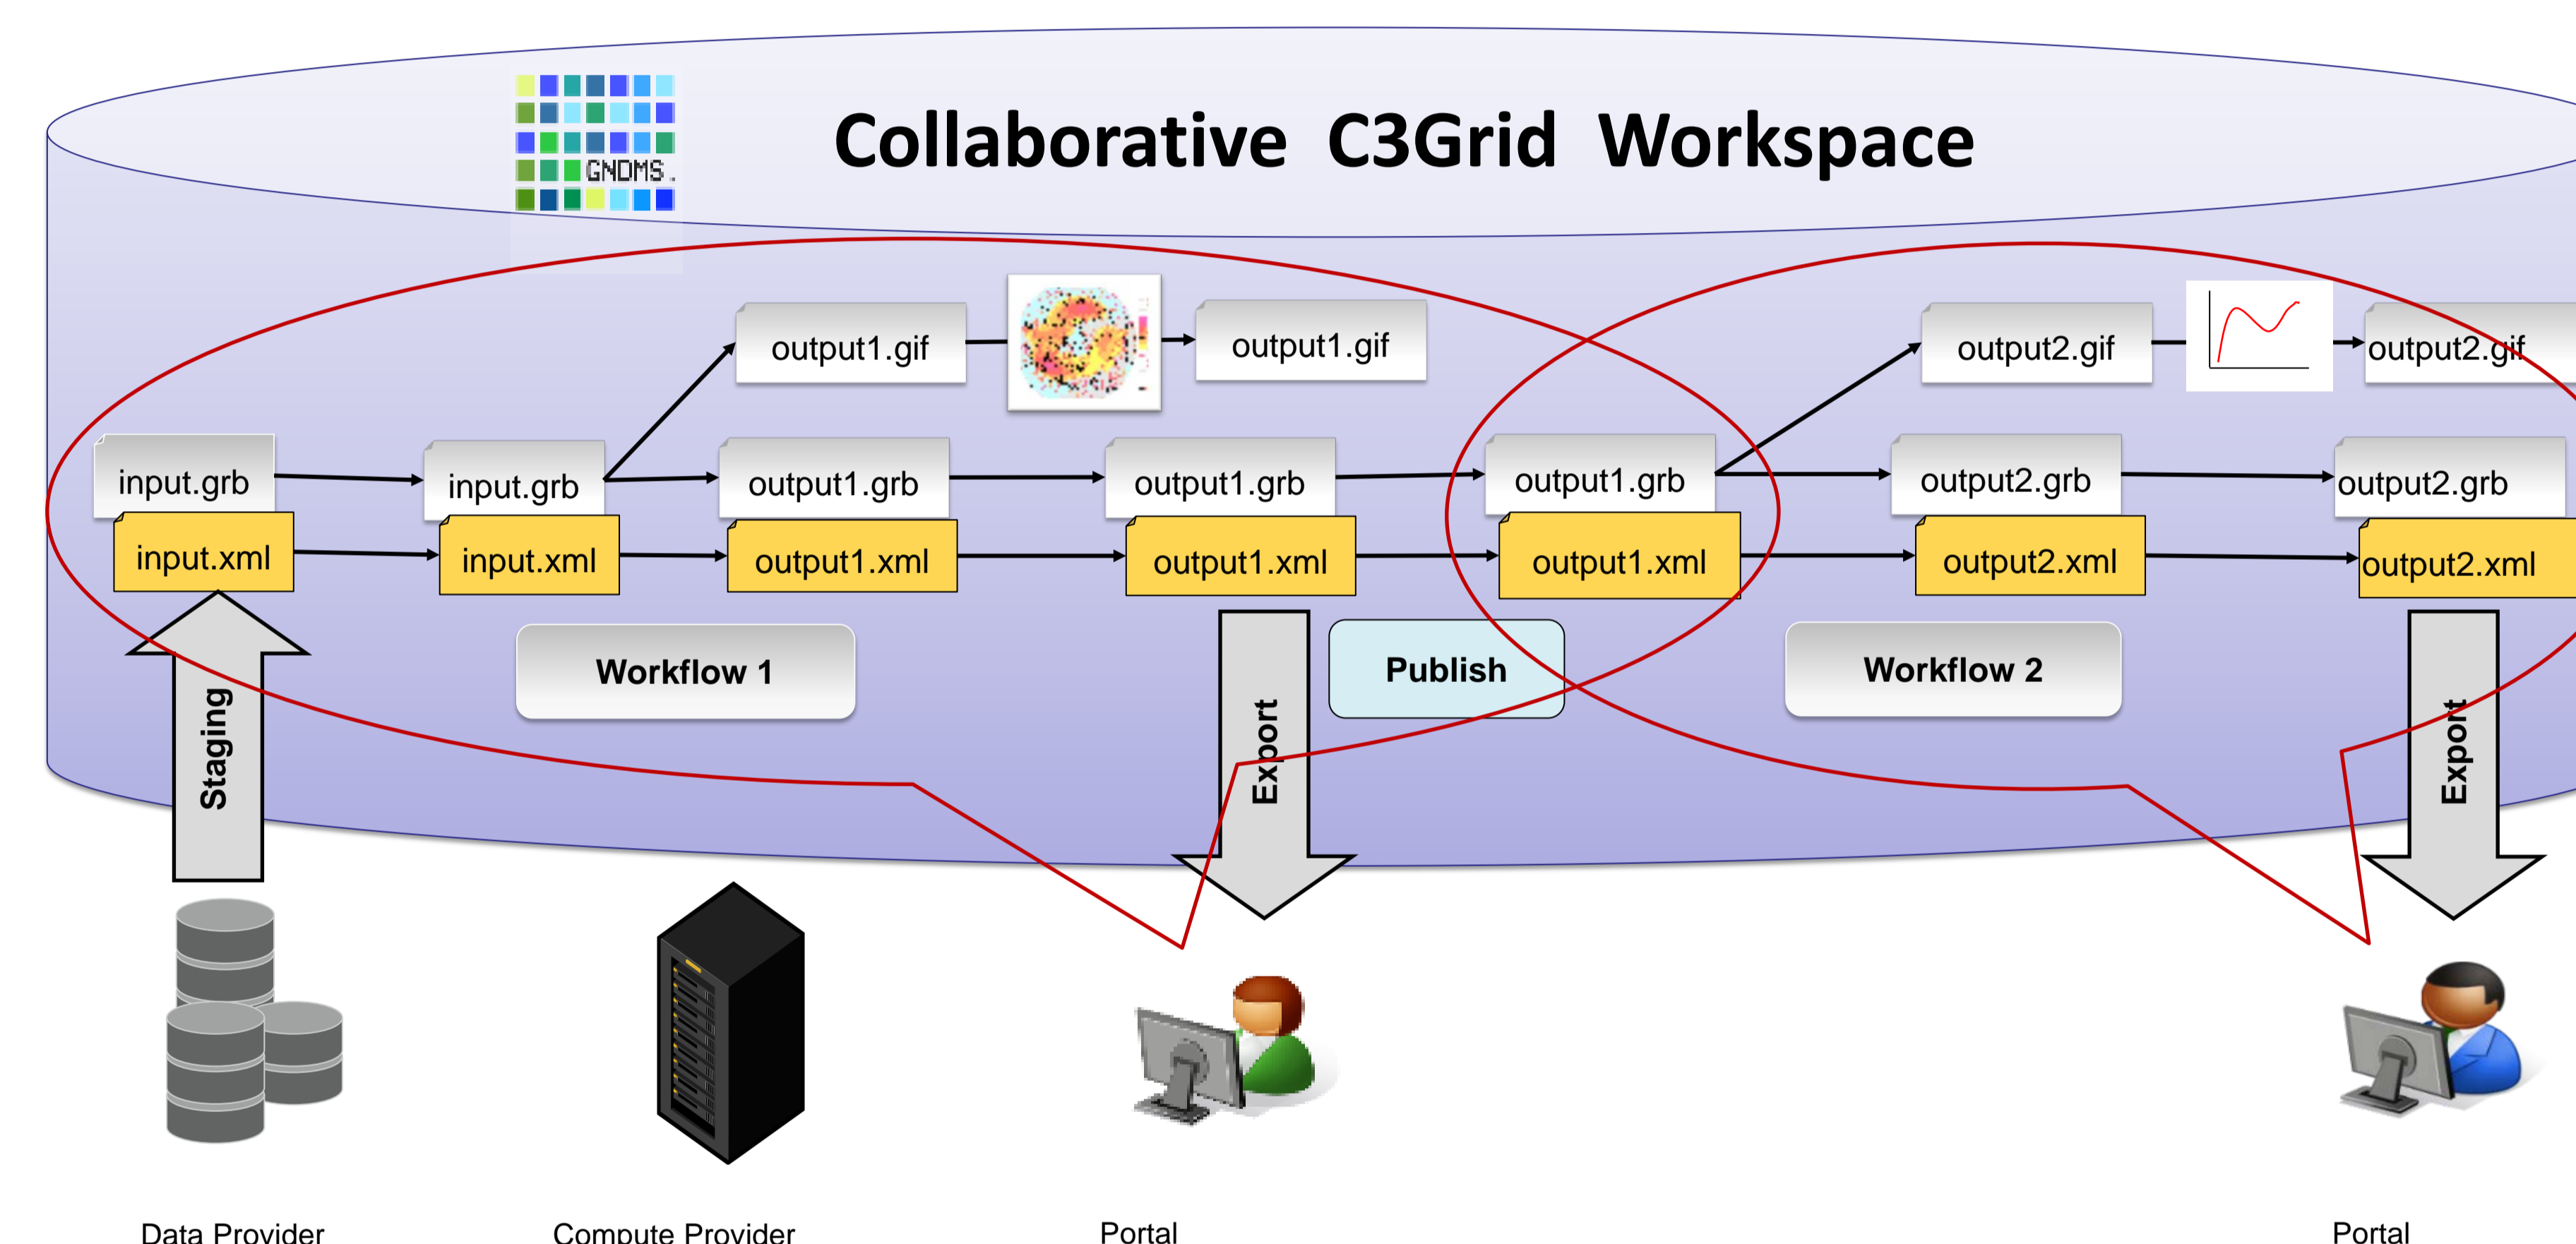 Collaborative C3Grid Workspace
GNDMS
output1.gif
output1.gif
output2.gif
output2.gif
input.grb
input.grb
output1.grb
output1.grb
output1.grb
output2.grb
output2.grb
input.xml
input.xml
output1.xml
output1.xml
output1.xml
output2.xml
output2.xml
Staging
Workflow 1
Export
Publish
Workflow 2
Export
Data Provider
Compute Provider
Portal
Portal